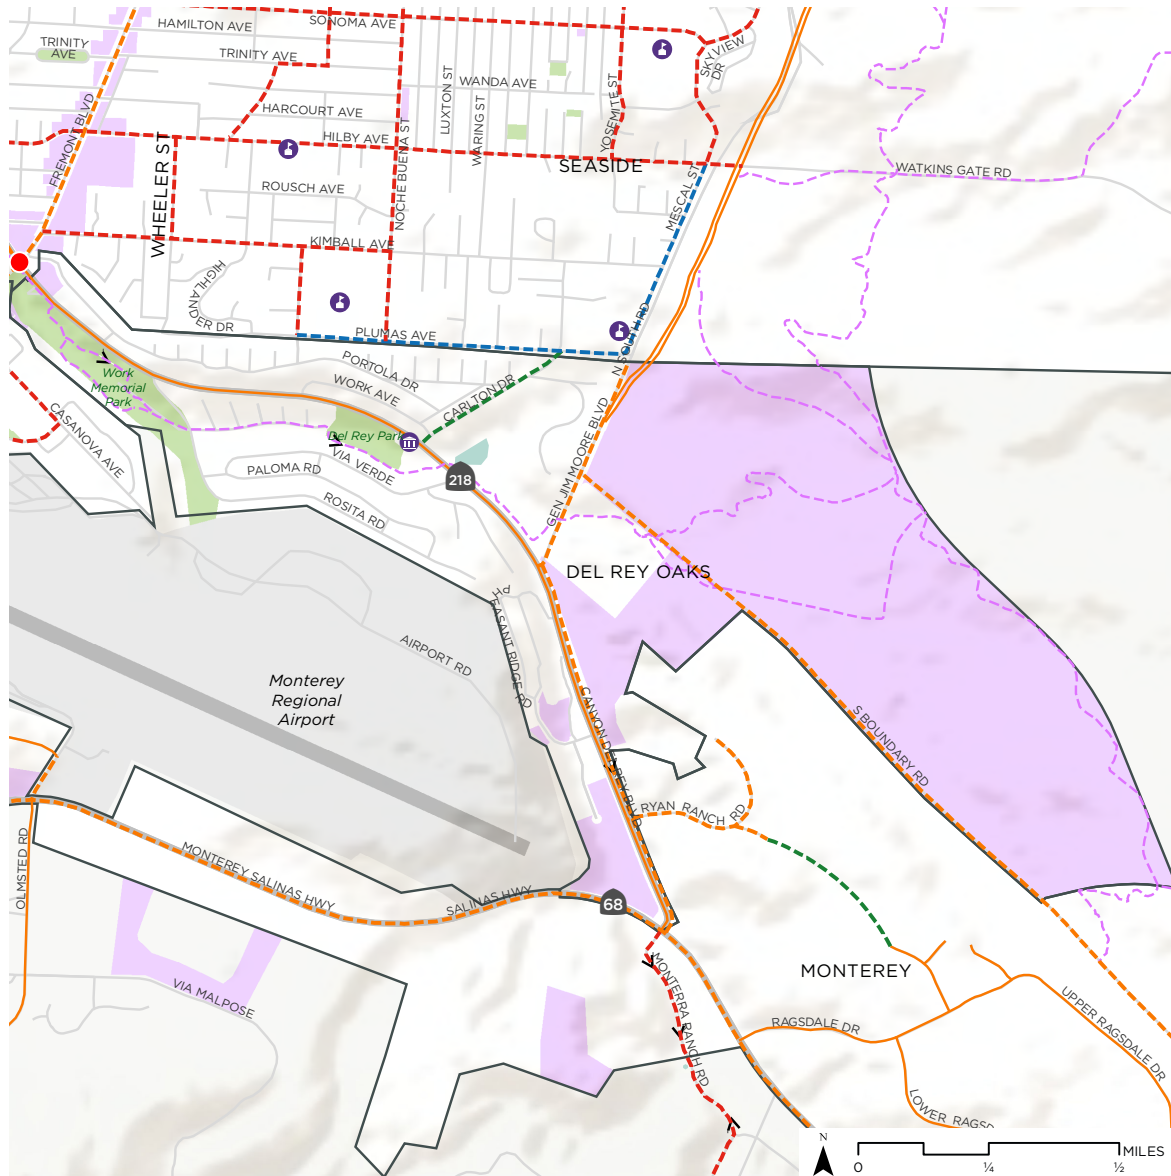 HAMILTON AVE
SONOMA AVE
TRINITY
AVE
TRINITY AVE
SKYVIEW
DR
WANDA AVE
LUXTON ST
WARING ST
YOSEMITE ST
FREMONT BLVD
HARCOURT AVE
HILBY AVE
WHEELER ST
SEASIDE
WATKINS GATE RD
NOCHE BUENA ST
ROUSCH AVE
MESCAL ST
KIMBALL AVE
HIGHLANDER DR
PLUMAS AVE
N SOUTH RD
PORTOLA DR
WORK AVE
CARLTON DR
Work
Memorial
Park
CASANOVA AVE
Del Rey Park
GEN JIM MOORE BLVD
VIA VERDE
PALOMA RD
218
ROSITA RD
DEL REY OAKS
PHEASANT RIDGE RD
AIRPORT RD
Monterey
Regional
Airport
CANYON DEL REY BLVD
S BOUNDARY RD
RYAN RANCH RD
OLMSTED RD
MONTEREY SALINAS HWY
SALINAS HWY
68
MONTERRA RANCH RD
MONTEREY
VIA MALPOSE
RAGSDALE DR
UPPER RAGSDALE DR
LOWER RAGSD
N
0
¼
½
MILES